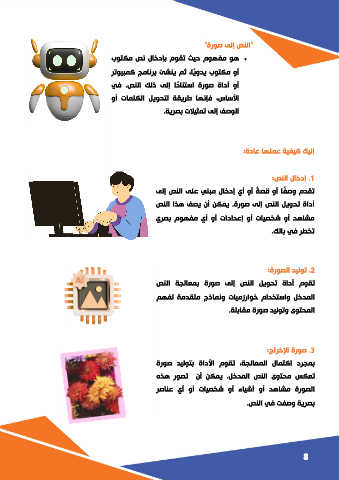 "النص إلى صورة"
• هو مفهوم حيث تقوم بإدخال نص مكتوب
أو مكتوب يدويًا، ثم ينشئ برنامج كمبيوتر
أو أداة صورة استنادًا إلى ذلك النص. في
الأساس، فإنها طريقة لتحويل الكلمات أو
الوصف إلى تمثيلات بصرية.
إليك كيفية عملها عادة:
1. إدخال النص:
تقدم وصفًا أو قصة أو أي إدخال مبني على النص إلى
أداة تحويل النص إلى صورة. يمكن أن يصف هذا النص
مشاهد أو شخصيات أو إعدادات أو أي مفهوم بصري
تخطر في بالك.
2. توليد الصورة:
تقوم أداة تحويل النص إلى صورة بمعالجة النص
المدخل واستخدام خوارزميات ونماذج متقدمة لفهم
المحتوى وتوليد صورة مقابلة.
3. صورة الإخراج:
بمجرد اكتمال المعالجة، تقوم الأداة بتوليد صورة
تعكس محتوى النص المدخل. يمكن أن تصور هذه
الصورة مشاهد أو أشياء أو شخصيات أو أي عناصر
بصرية وصفت في النص.
8